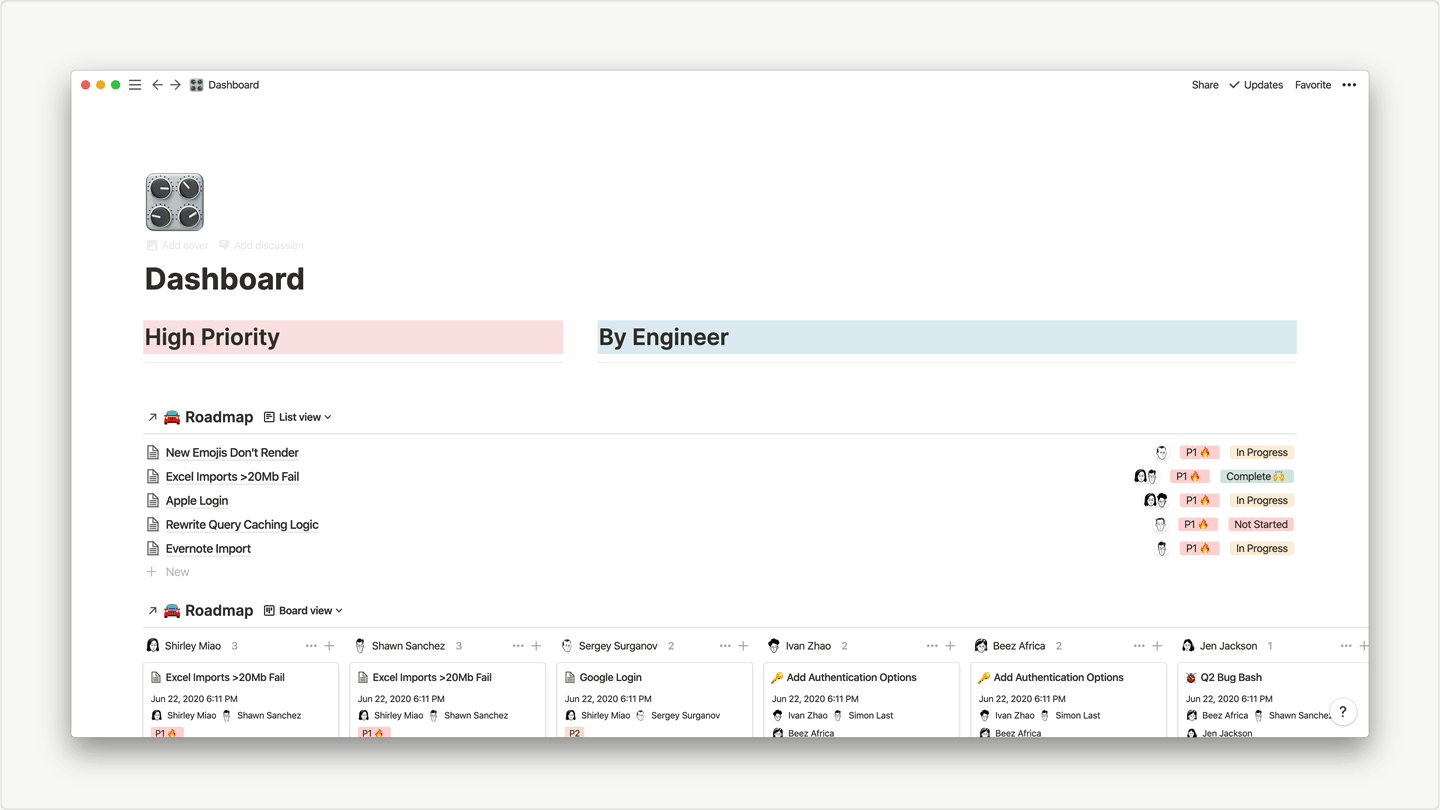 Dashboard
Share ✓ Updates Favorite •••
Add cover Add discussion
Dashboard
High Priority
By Engineer
↗ 🚘 Roadmap List view
New Emojis Don't Render P1 🔥 In Progress
Excel Imports >20Mb Fail P1 🔥 Complete 🙌
Apple Login P1 🔥 In Progress
Rewrite Query Caching Logic P1 🔥 Not Started
Evernote Import P1 🔥 In Progress
+ New
↗ 🚘 Roadmap Board view
Shirley Miao 3 ••• + Shawn Sanchez 3 ••• + Sergey Surganov 2 ••• + Ivan Zhao 2 ••• + Beez Africa 2 ••• + Jen Jackson 1 ••• +
Excel Imports >20Mb Fail Excel Imports >20Mb Fail Google Login 🔑 Add Authentication Options 🔑 Add Authentication Options 🐞 Q2 Bug Bash
Jun 22, 2020 6:11 PM Jun 22, 2020 6:11 PM Jun 22, 2020 6:11 PM Jun 22, 2020 6:11 PM Jun 22, 2020 6:11 PM Jun 22, 2020 6:11 PM
Shirley Miao Shawn Sanchez Shirley Miao Shawn Sanchez Shirley Miao Sergey Surganov Ivan Zhao Simon Last Ivan Zhao Simon Last Beez Africa Shawn Sanchez
P1 🔥 P1 🔥 P2 Beez Africa Beez Africa Jen Jackson
?